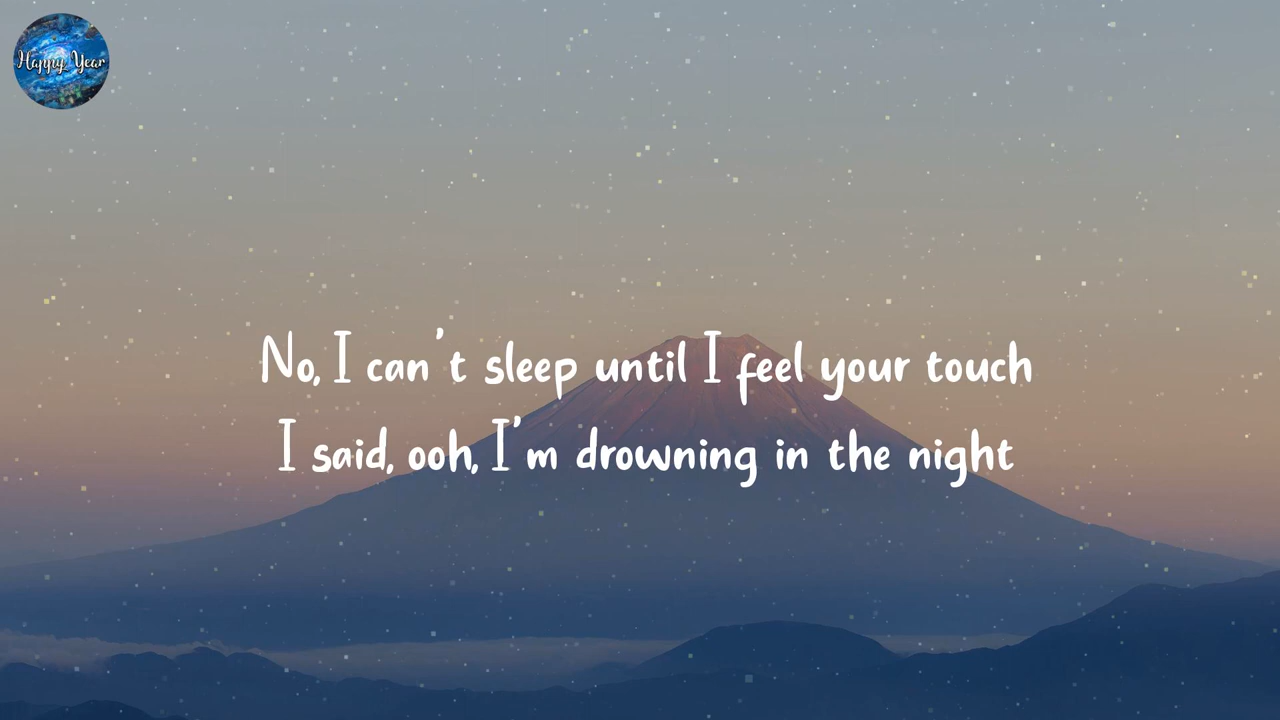 Happy Year
No, I can't sleep until I feel your touch
I said, ooh, I'm drowning in the night